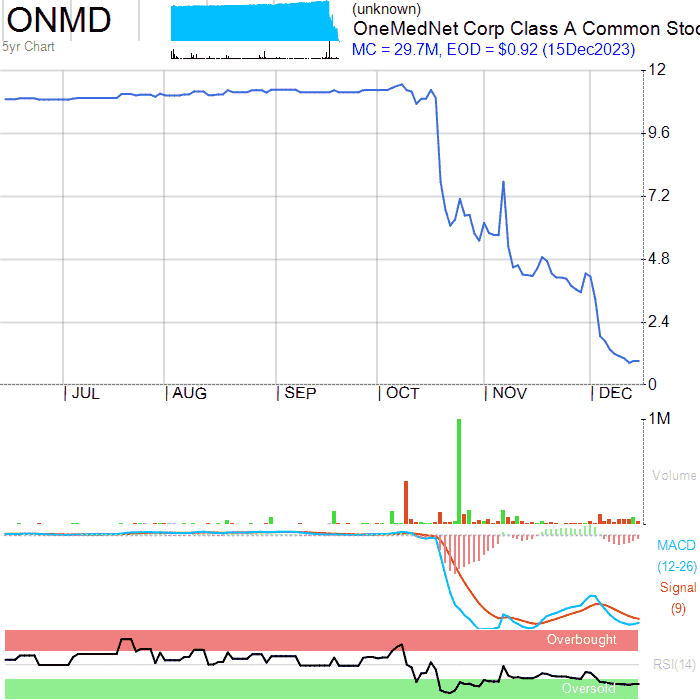 ONMD
5yr Chart
(unknown)
OneMedNet Corp Class A Common Stoc
MC = 29.7M, EOD = $0.92 (15Dec2023)
12
9.6
7.2
4.8
2.4
0
JUL
AUG
SEP
OCT
NOV
DEC
1M
Volume
MACD
(12-26)
Signal
(9)
Overbought
RSI(14)
Oversold